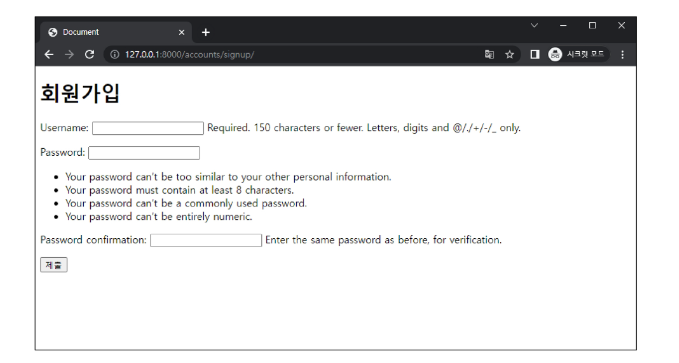 Document
127.0.0.1:8000/accounts/signup/
시크릿 모드
회원가입
Username: Required. 150 characters or fewer. Letters, digits and @/./+/-/_ only.
Password:
• Your password can't be too similar to your other personal information.
• Your password must contain at least 8 characters.
• Your password can't be a commonly used password.
• Your password can't be entirely numeric.
Password confirmation: Enter the same password as before, for verification.
제출